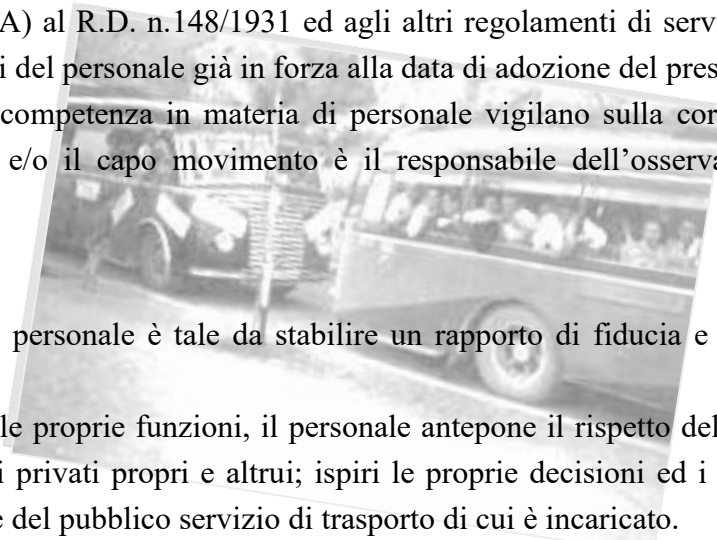 A) al R.D. n.148/1931 ed agli altri regolamenti di serv
i del personale già in forza alla data di adozione del pres
competenza in materia di personale vigilano sulla cor
e/o il capo movimento è il responsabile dell’osserva
personale è tale da stabilire un rapporto di fiducia e
le proprie funzioni, il personale antepone il rispetto del
i privati propri e altrui; ispiri le proprie decisioni ed i
e del pubblico servizio di trasporto di cui è incaricato.